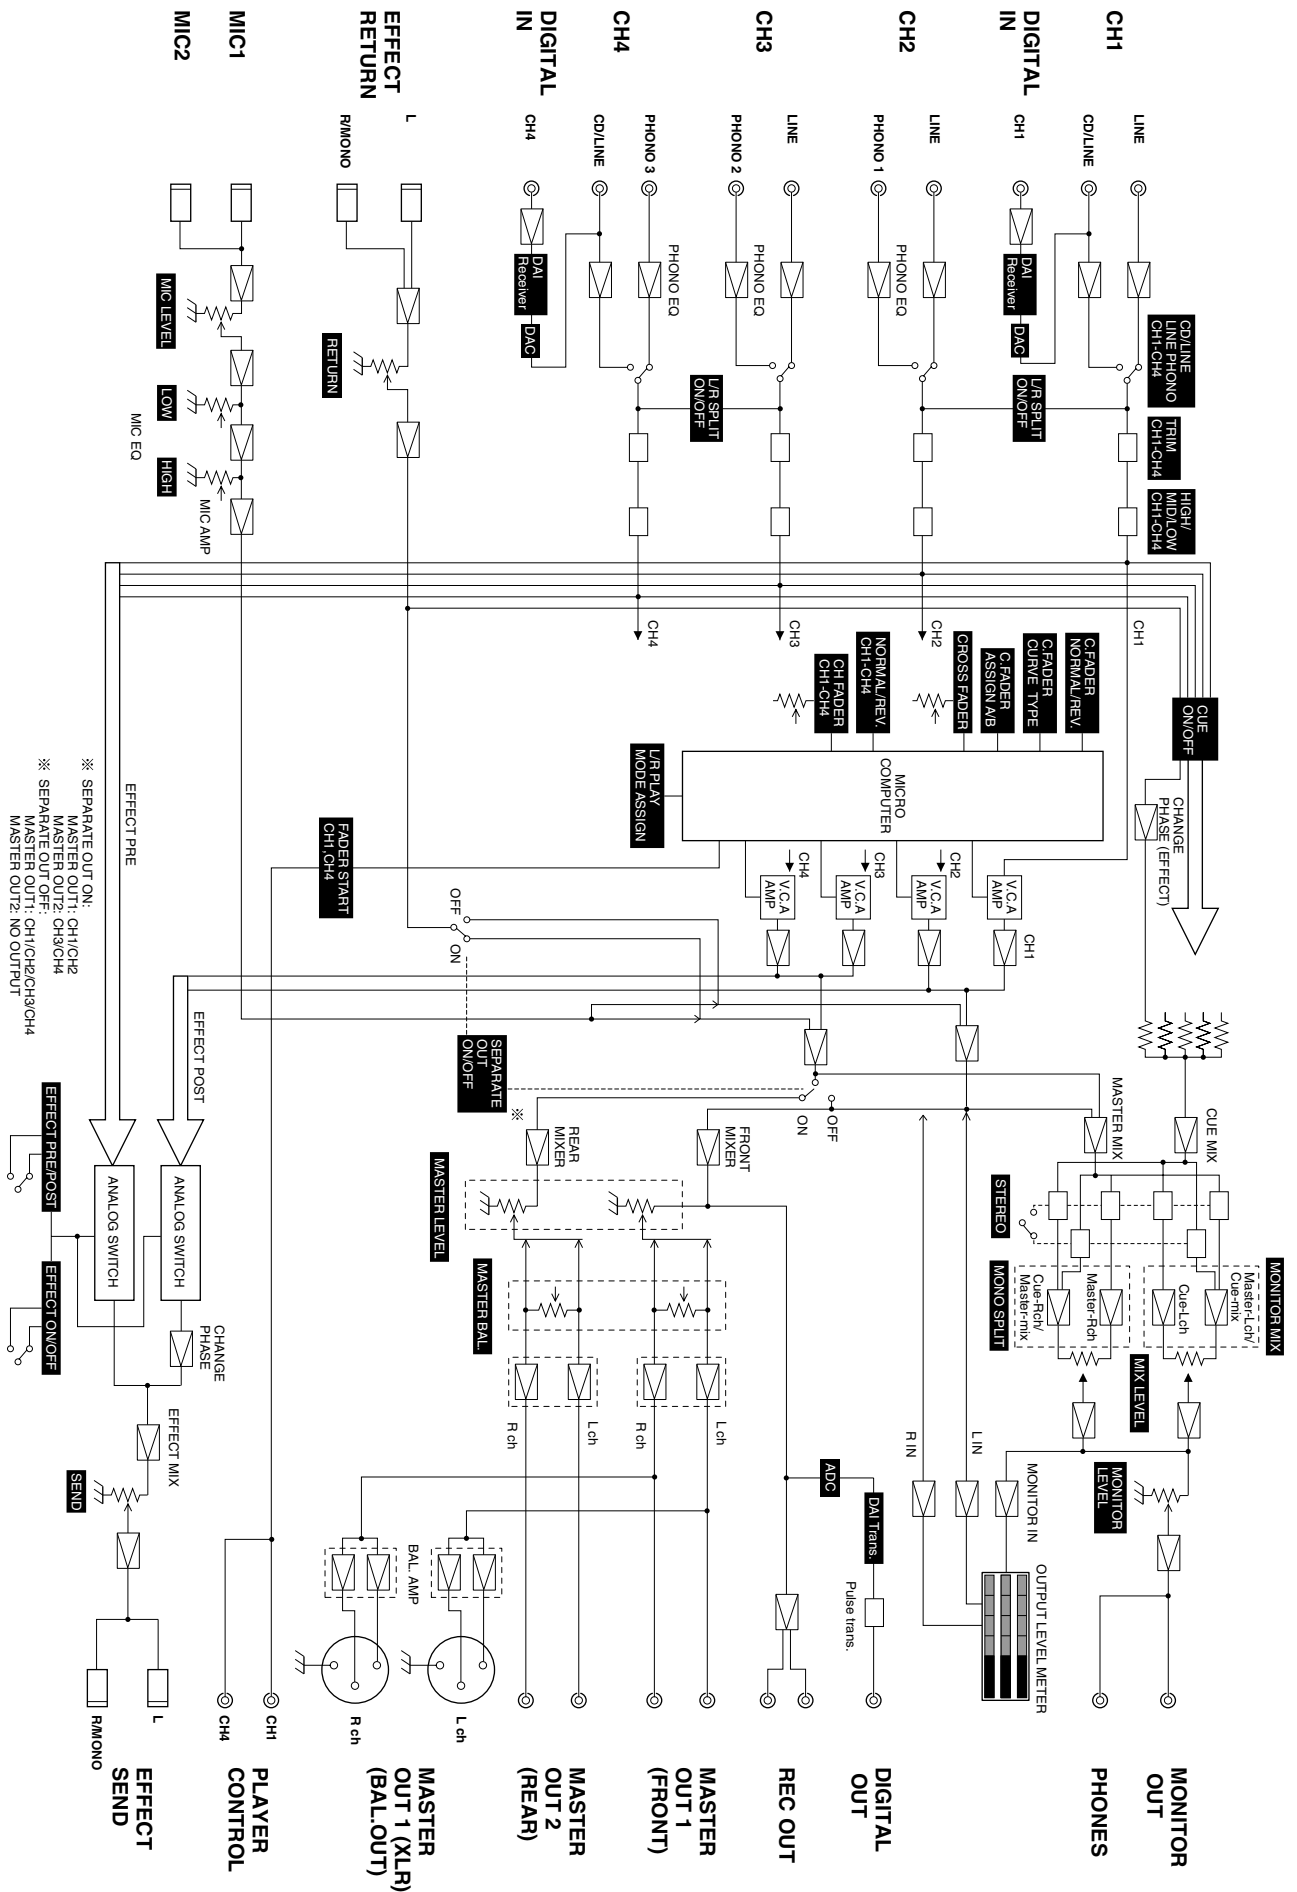 CH1
LINE
CD/LINE
DIGITAL
IN
CH1
DAI
Receiver
DAC
CH2
LINE
PHONO 1
PHONO EQ
CH3
LINE
PHONO 2
PHONO EQ
CH4
PHONO 3
CD/LINE
PHONO EQ
DIGITAL
IN
CH4
DAI
Receiver
DAC
EFFECT
RETURN
L
R/MONO
RETURN
MIC1
MIC2
MIC LEVEL
LOW
HIGH
MIC EQ
MIC AMP
CD/LINE
LINE PHONO
CH1-CH4
TRIM
CH1-CH4
HIGH/
MID/LOW
CH1-CH4
L/R SPLIT
ON/OFF
L/R SPLIT
ON/OFF
CH1
CH2
CH3
CH4
CUE
ON/OFF
CHANGE
PHASE (EFFECT)
C.FADER
NORMAL/REV.
C.FADER
CURVE TYPE
C.FADER
ASSIGN A/B
CROSS FADER
NORMAL/REV.
CH1-CH4
CH FADER
CH1-CH4
MICRO
COMPUTER
L/R PLAY
MODE ASSIGN
FADER START
CH1,CH4
V.C.A
AMP
CH1
CH2
V.C.A
AMP
CH3
V.C.A
AMP
CH4
V.C.A
AMP
OFF
ON
SEPARATE
OUT
ON/OFF
※
OFF
ON
EFFECT PRE
EFFECT POST
※ SEPARATE OUT ON:
MASTER OUT1: CH1/CH2
MASTER OUT2: CH3/CH4
※ SEPARATE OUT OFF:
MASTER OUT1: CH1/CH2/CH3/CH4
MASTER OUT2: NO OUTPUT
CUE MIX
MASTER MIX
FRONT
MIXER
REAR
MIXER
MASTER LEVEL
MASTER BAL.
STEREO
MONO SPLIT
MONITOR MIX
Master-Lch/
Cue-mix
Cue-Lch
Master-Rch
Cue-Rch/
Master-mix
MIX LEVEL
MONITOR
LEVEL
MONITOR IN
L IN
R IN
OUTPUT LEVEL METER
ADC
DAI Trans.
Pulse trans.
L ch
R ch
L ch
R ch
BAL. AMP
L ch
R ch
ANALOG SWITCH
ANALOG SWITCH
EFFECT PRE/POST
EFFECT ON/OFF
CHANGE
PHASE
EFFECT MIX
SEND
MONITOR
OUT
PHONES
DIGITAL
OUT
REC OUT
MASTER
OUT 1
(FRONT)
MASTER
OUT 2
(REAR)
MASTER
OUT 1 (XLR)
(BAL.OUT)
CH1
CH4
PLAYER
CONTROL
L
R/MONO
EFFECT
SEND